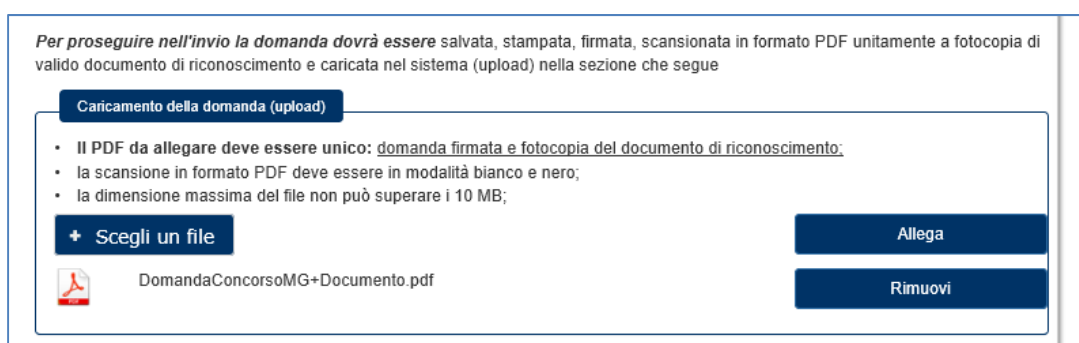 Per proseguire nell'invio la domanda dovrà essere salvata, stampata, firmata, scansionata in formato PDF unitamente a fotocopia di
valido documento di riconoscimento e caricata nel sistema (upload) nella sezione che segue
Caricamento della domanda (upload)
• Il PDF da allegare deve essere unico: domanda firmata e fotocopia del documento di riconoscimento;
• la scansione in formato PDF deve essere in modalità bianco e nero;
• la dimensione massima del file non può superare i 10 MB;
+ Scegli un file
Allega
PDF
DomandaConcorsoMG+Documento.pdf
Rimuovi